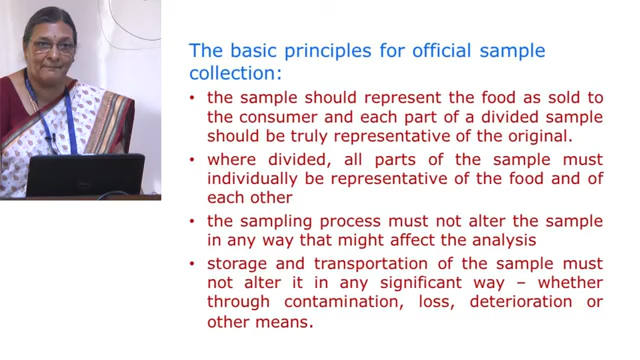 The basic principles for official sample
collection:
• the sample should represent the food as sold to
the consumer and each part of a divided sample
should be truly representative of the original.
• where divided, all parts of the sample must
individually be representative of the food and of
each other
• the sampling process must not alter the sample
in any way that might affect the analysis
• storage and transportation of the sample must
not alter it in any significant way – whether
through contamination, loss, deterioration or
other means.